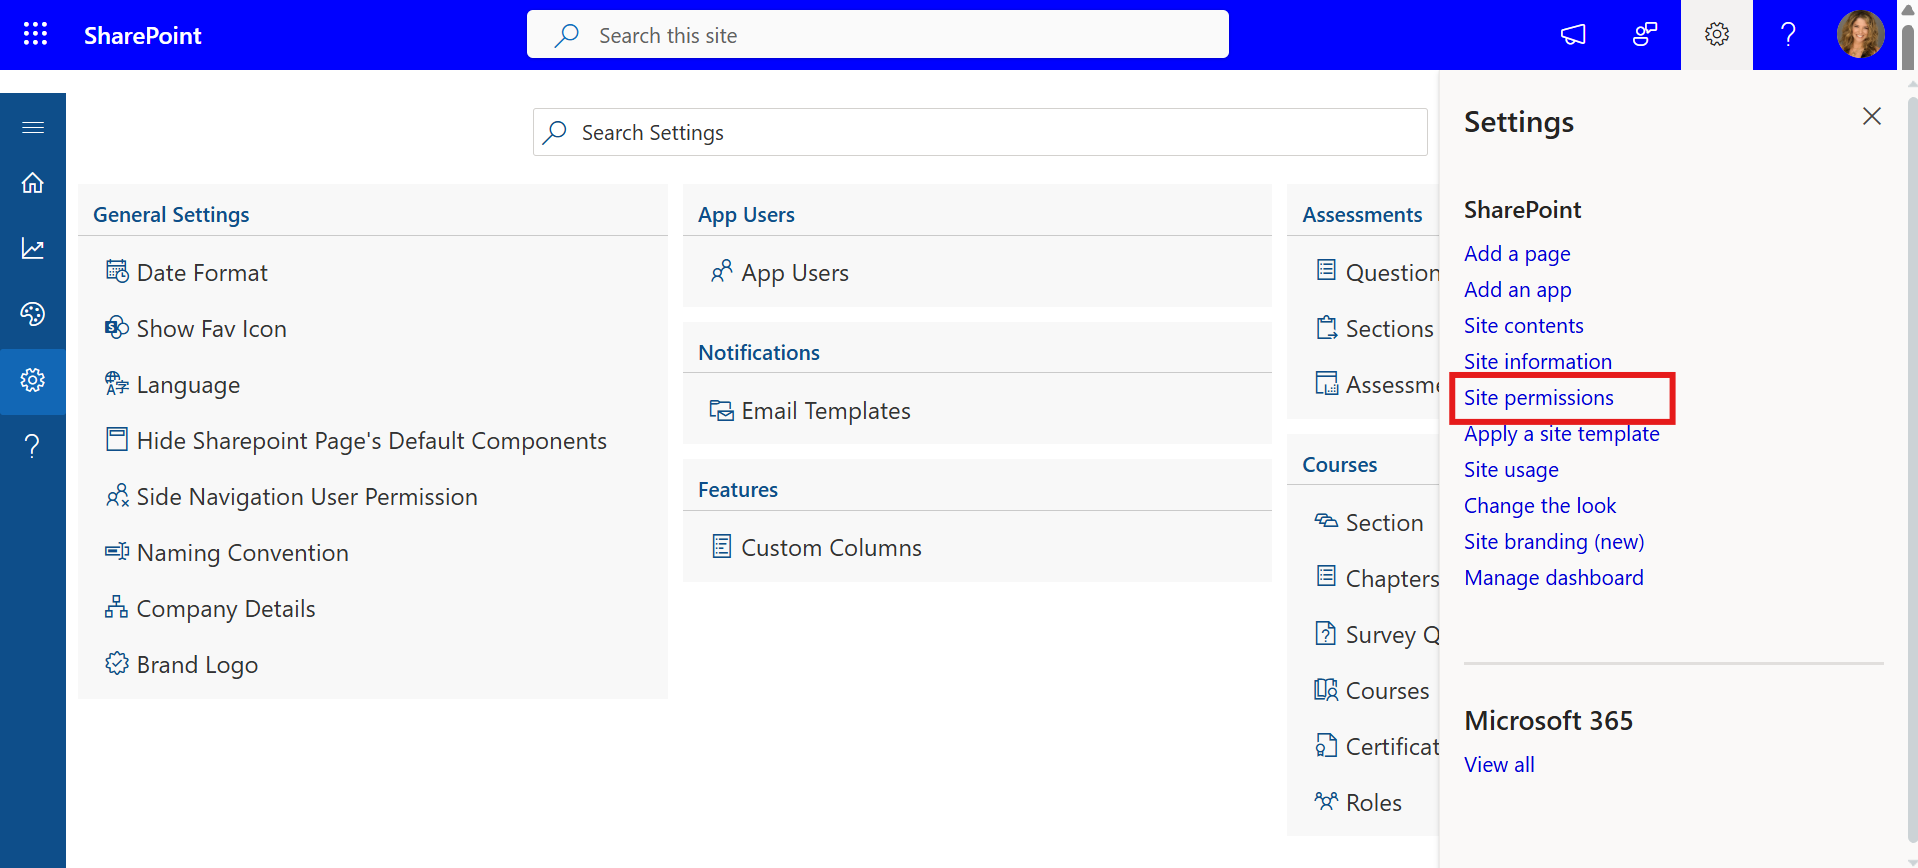 SharePoint
Search this site
Search Settings
General Settings
Date Format
Show Fav Icon
Language
Hide Sharepoint Page's Default Components
Side Navigation User Permission
Naming Convention
Company Details
Brand Logo
App Users
App Users
Notifications
Email Templates
Features
Custom Columns
Assessments
Question
Sections
Assessme
Courses
Section
Chapters
Survey Q
Courses
Certificat
Roles
Settings
SharePoint
Add a page
Add an app
Site contents
Site information
Site permissions
Apply a site template
Site usage
Change the look
Site branding (new)
Manage dashboard
Microsoft 365
View all